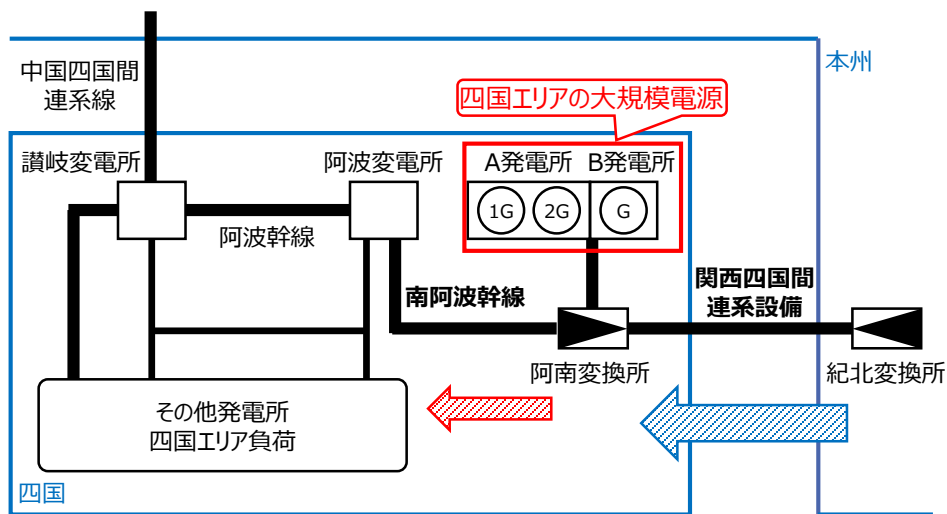 中国四国間
連系線
本州
四国エリアの大規模電源
讃岐変電所
阿波変電所
A発電所
B発電所
1G
2G
G
阿波幹線
南阿波幹線
関西四国間
連系設備
阿南変換所
紀北変換所
その他発電所
四国エリア負荷
四国